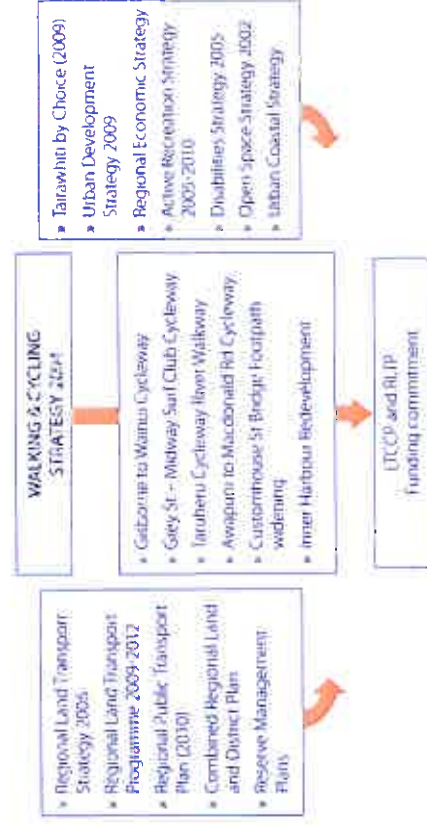 WALKING & CYCLING
STRATEGY
» Regional Land Transport
Strategy
» Regional Land Transport
Programme 2009-2012
» Regional Public Transport
Plan (2010)
» Combined Regional Land
and District Plan
» Reserve Management
Plans
» Gisborne to Wainui Cycleway
» Grey St - Midway Surf Club Cycleway
» Taruheru Cycleway River Walkway
» Awapuni to Macdonald Rd Cycleway
» Customhouse St Bridge Footpath
widening
» Inner Harbour Redevelopment
» Tairawhiti by Choice (2009)
» Urban Development
Strategy 2009
» Regional Economic Strategy
» Active Recreation Strategy
2005-2010
» Disabilities Strategy 2005
» Open Space Strategy 2002
» Urban Coastal Strategy
LTCCP and RLTP
Funding commitment